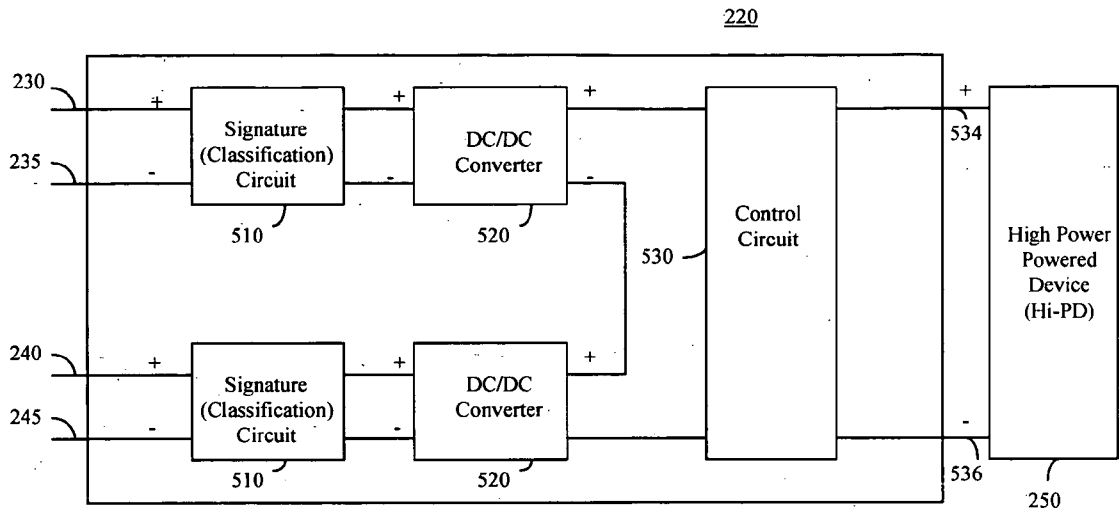 220
230
+
+
+
+
Signature
(Classification)
Circuit
DC/DC
Converter
534
235
-
-
-
510
520
Control
Circuit
530
High Power
Powered
Device
(Hi-PD)
240
+
+
+
Signature
(Classification)
Circuit
DC/DC
Converter
245
-
-
-
510
520
536
250